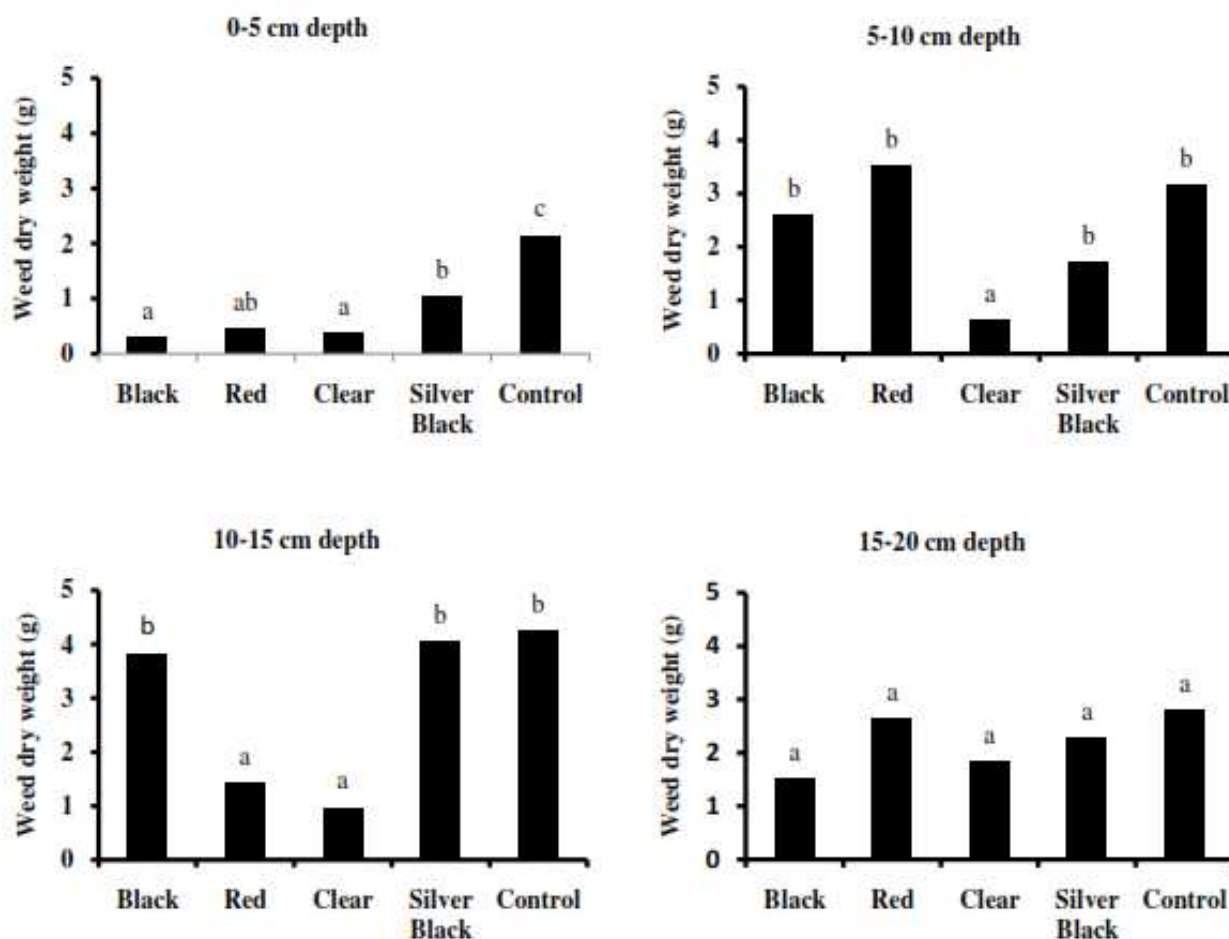 0-5 cm depth
Weed dry weight (g)
5
4
3
2
1
0
a
ab
a
b
c
Black Red Clear Silver Black Control
5-10 cm depth
Weed dry weight (g)
5
4
3
2
1
0
b
b
a
b
b
Black Red Clear Silver Black Control
10-15 cm depth
Weed dry weight (g)
5
4
3
2
1
0
b
a
a
b
b
Black Red Clear Silver Black Control
15-20 cm depth
Weed dry weight (g)
5
4
3
2
1
0
a
a
a
a
a
Black Red Clear Silver Black Control